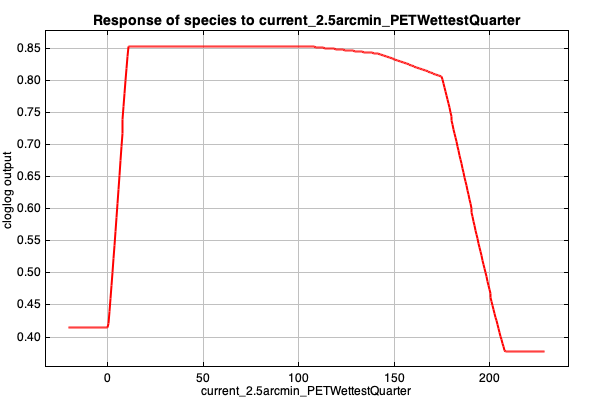 Response of species to current_2.5arcmin_PETWettestQuarter
cloglog output
0.85
0.80
0.75
0.70
0.65
0.60
0.55
0.50
0.45
0.40
0 50 100 150 200
current_2.5arcmin_PETWettestQuarter